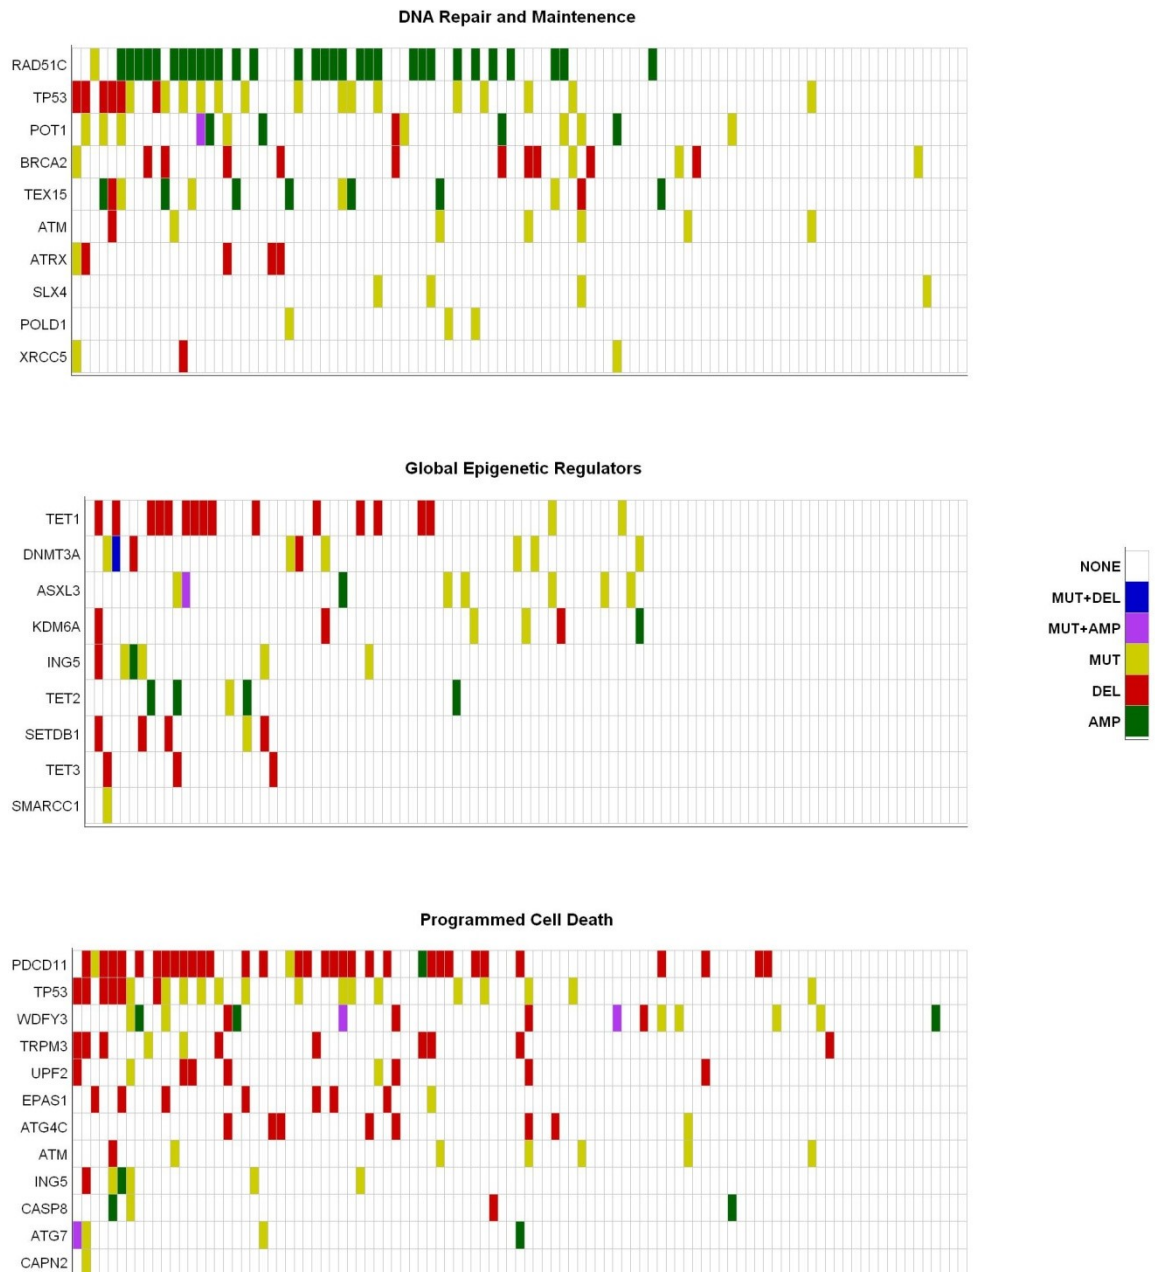 DNA Repair and Maintenence
RAD51C
TP53
POT1
BRCA2
TEX15
ATM
ATRX
SLX4
POLD1
XRCC5
Global Epigenetic Regulators
TET1
DNMT3A
ASXL3
KDM6A
ING5
TET2
SETDB1
TET3
SMARCC1
NONE
MUT+DEL
MUT+AMP
MUT
DEL
AMP
Programmed Cell Death
PDCD11
TP53
WDFY3
TRPM3
UPF2
EPAS1
ATG4C
ATM
ING5
CASP8
ATG7
CAPN2